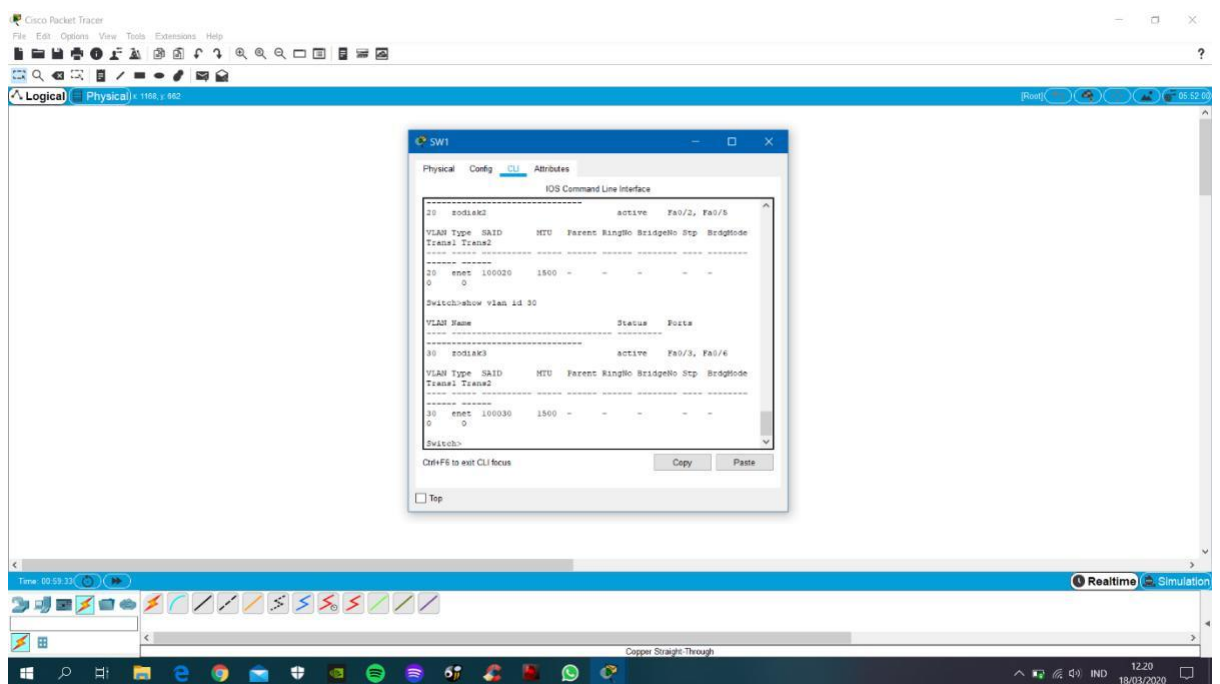 Cisco Packet Tracer
File Edit Options View Tools Extensions Help
?
Logical Physical x: 1168, y: 662 [Root] 05:52:00
SW1
Physical Config CLI Attributes
IOS Command Line Interface
--------------------------------
20 zodiak2 active Fa0/2, Fa0/5
VLAN Type SAID MTU Parent RingNo BridgeNo Stp BrdgMode
Trans1 Trans2
---- ----- ---------- ----- ------ ------ -------- ---- --------
------ ------
20 enet 100020 1500 - - - - -
0 0
Switch>show vlan id 30
VLAN Name Status Ports
---- -------------------------------- ---------
-------------------------------
30 zodiak3 active Fa0/3, Fa0/6
VLAN Type SAID MTU Parent RingNo BridgeNo Stp BrdgMode
Trans1 Trans2
---- ----- ---------- ----- ------ ------ -------- ---- --------
------ ------
30 enet 100030 1500 - - - - -
0 0
Switch>
Ctrl+F6 to exit CLI focus
Copy Paste
Top
Time: 00:59:33 Realtime Simulation
Copper Straight-Through
IND 12.20
18/03/2020